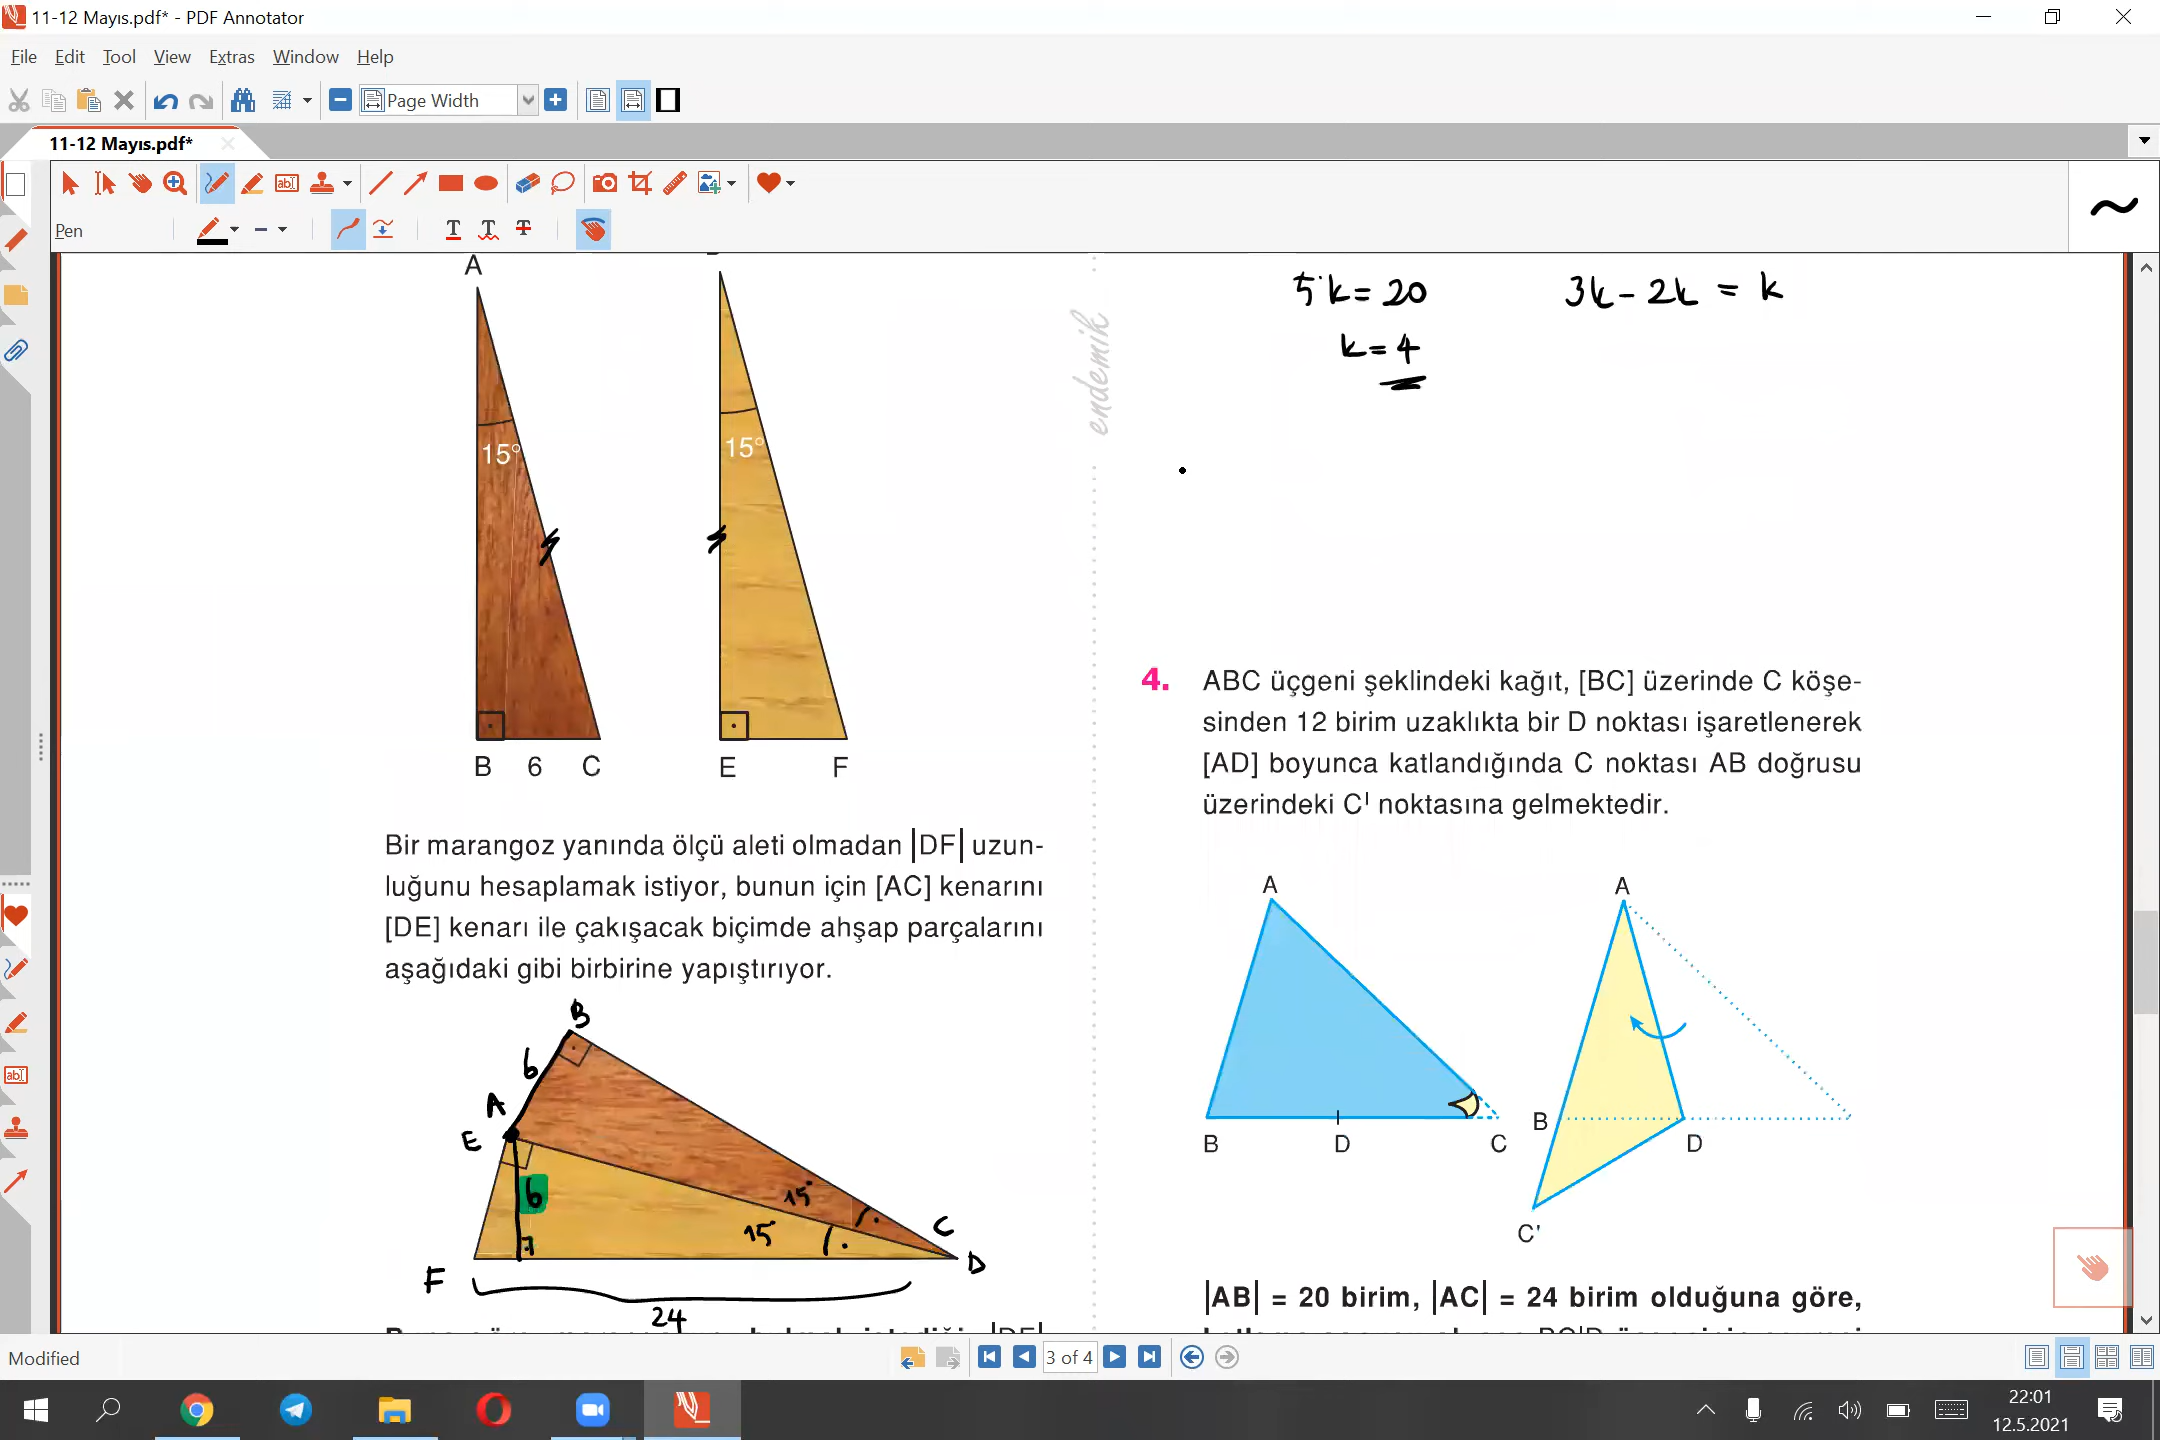 11-12 Mayıs.pdf* - PDF Annotator
File Edit Tool View Extras Window Help
Page Width
11-12 Mayıs.pdf*
Pen
A
15°
B 6 C
15°
E F
endemik
5k = 20
k = 4
3k - 2k = k
Bir marangoz yanında ölçü aleti olmadan |DF| uzun-
luğunu hesaplamak istiyor, bunun için [AC] kenarını
[DE] kenarı ile çakışacak biçimde ahşap parçalarını
aşağıdaki gibi birbirine yapıştırıyor.
B
6
A
E
6
15°
15
C
D
F
24
4. ABC üçgeni şeklindeki kağıt, [BC] üzerinde C köşe-
sinden 12 birim uzaklıkta bir D noktası işaretlenerek
[AD] boyunca katlandığında C noktası AB doğrusu
üzerindeki Cᴵ noktasına gelmektedir.
A
B D C
A
B
D
C'
|AB| = 20 birim, |AC| = 24 birim olduğuna göre,
Modified
3 of 4
22:01
12.5.2021